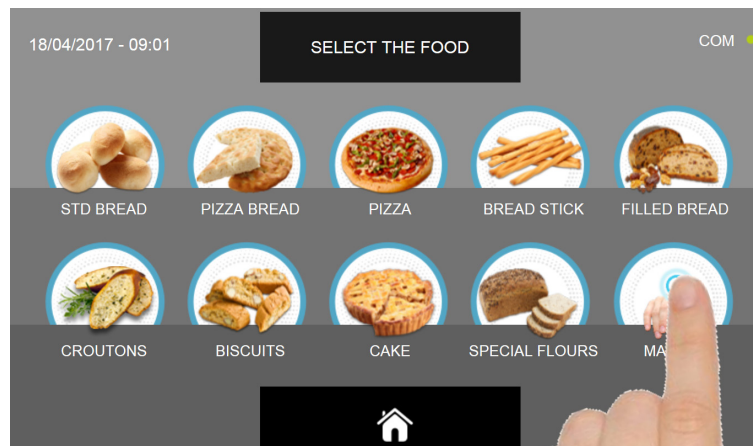 18/04/2017 - 09:01
SELECT THE FOOD
COM
STD BREAD
PIZZA BREAD
PIZZA
BREAD STICK
FILLED BREAD
CROUTONS
BISCUITS
CAKE
SPECIAL FLOURS